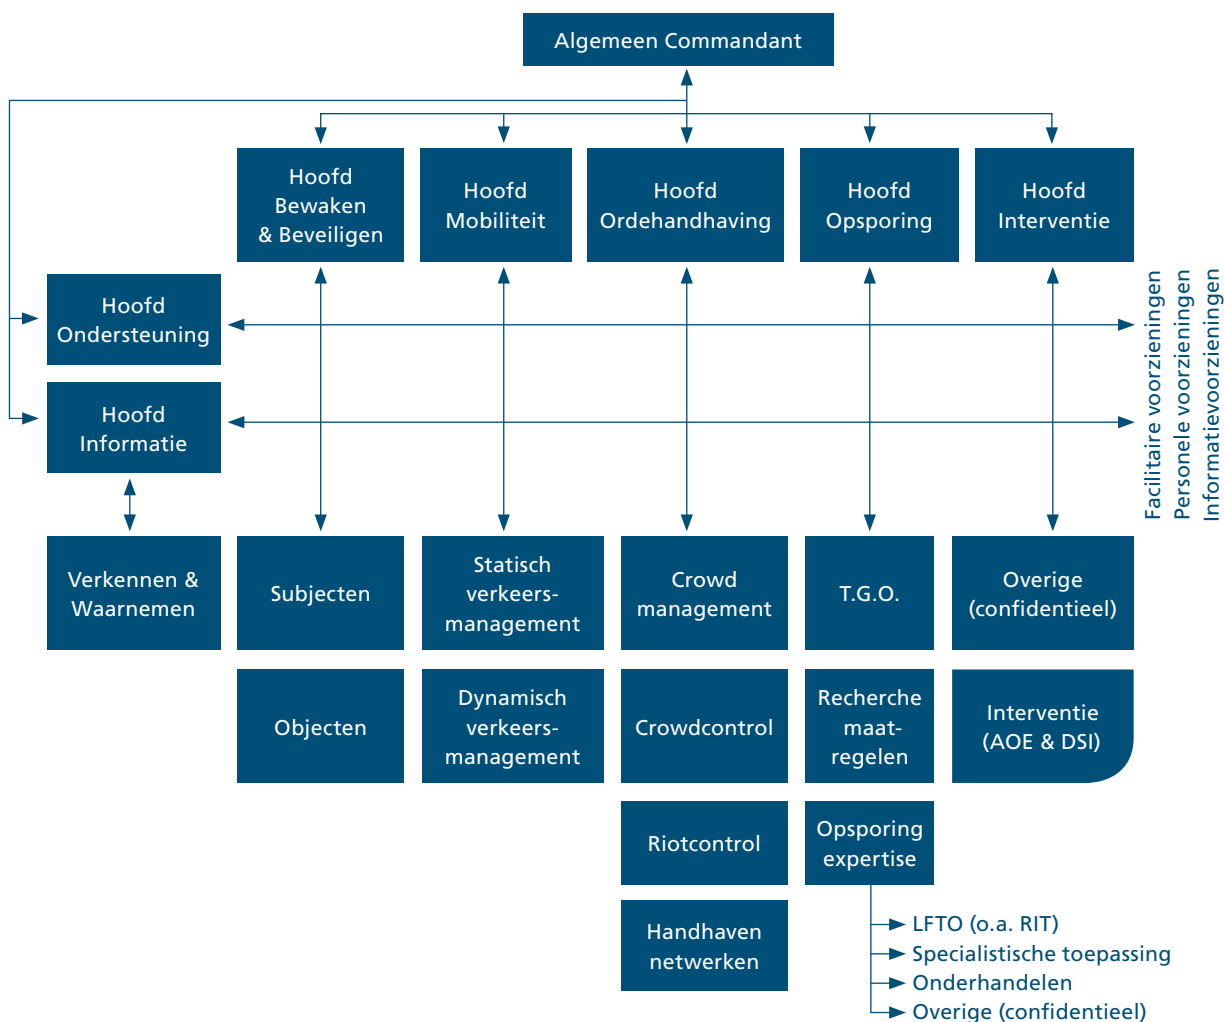 Algemeen Commandant
Hoofd
Bewaken
& Beveiligen
Hoofd
Mobiliteit
Hoofd
Ordehandhaving
Hoofd
Opsporing
Hoofd
Interventie
Hoofd
Ondersteuning
Hoofd
Informatie
Facilitaire voorzieningen
Personele voorzieningen
Informatievoorzieningen
Verkennen &
Waarnemen
Subjecten
Statisch
verkeers-
management
Crowd
management
T.G.O.
Overige
(confidentieel)
Objecten
Dynamisch
verkeers-
management
Crowdcontrol
Recherche
maat-
regelen
Interventie
(AOE & DSI)
Riotcontrol
Opsporing
expertise
Handhaven
netwerken
LFTO (o.a. RIT)
Specialistische toepassing
Onderhandelen
Overige (confidentieel)